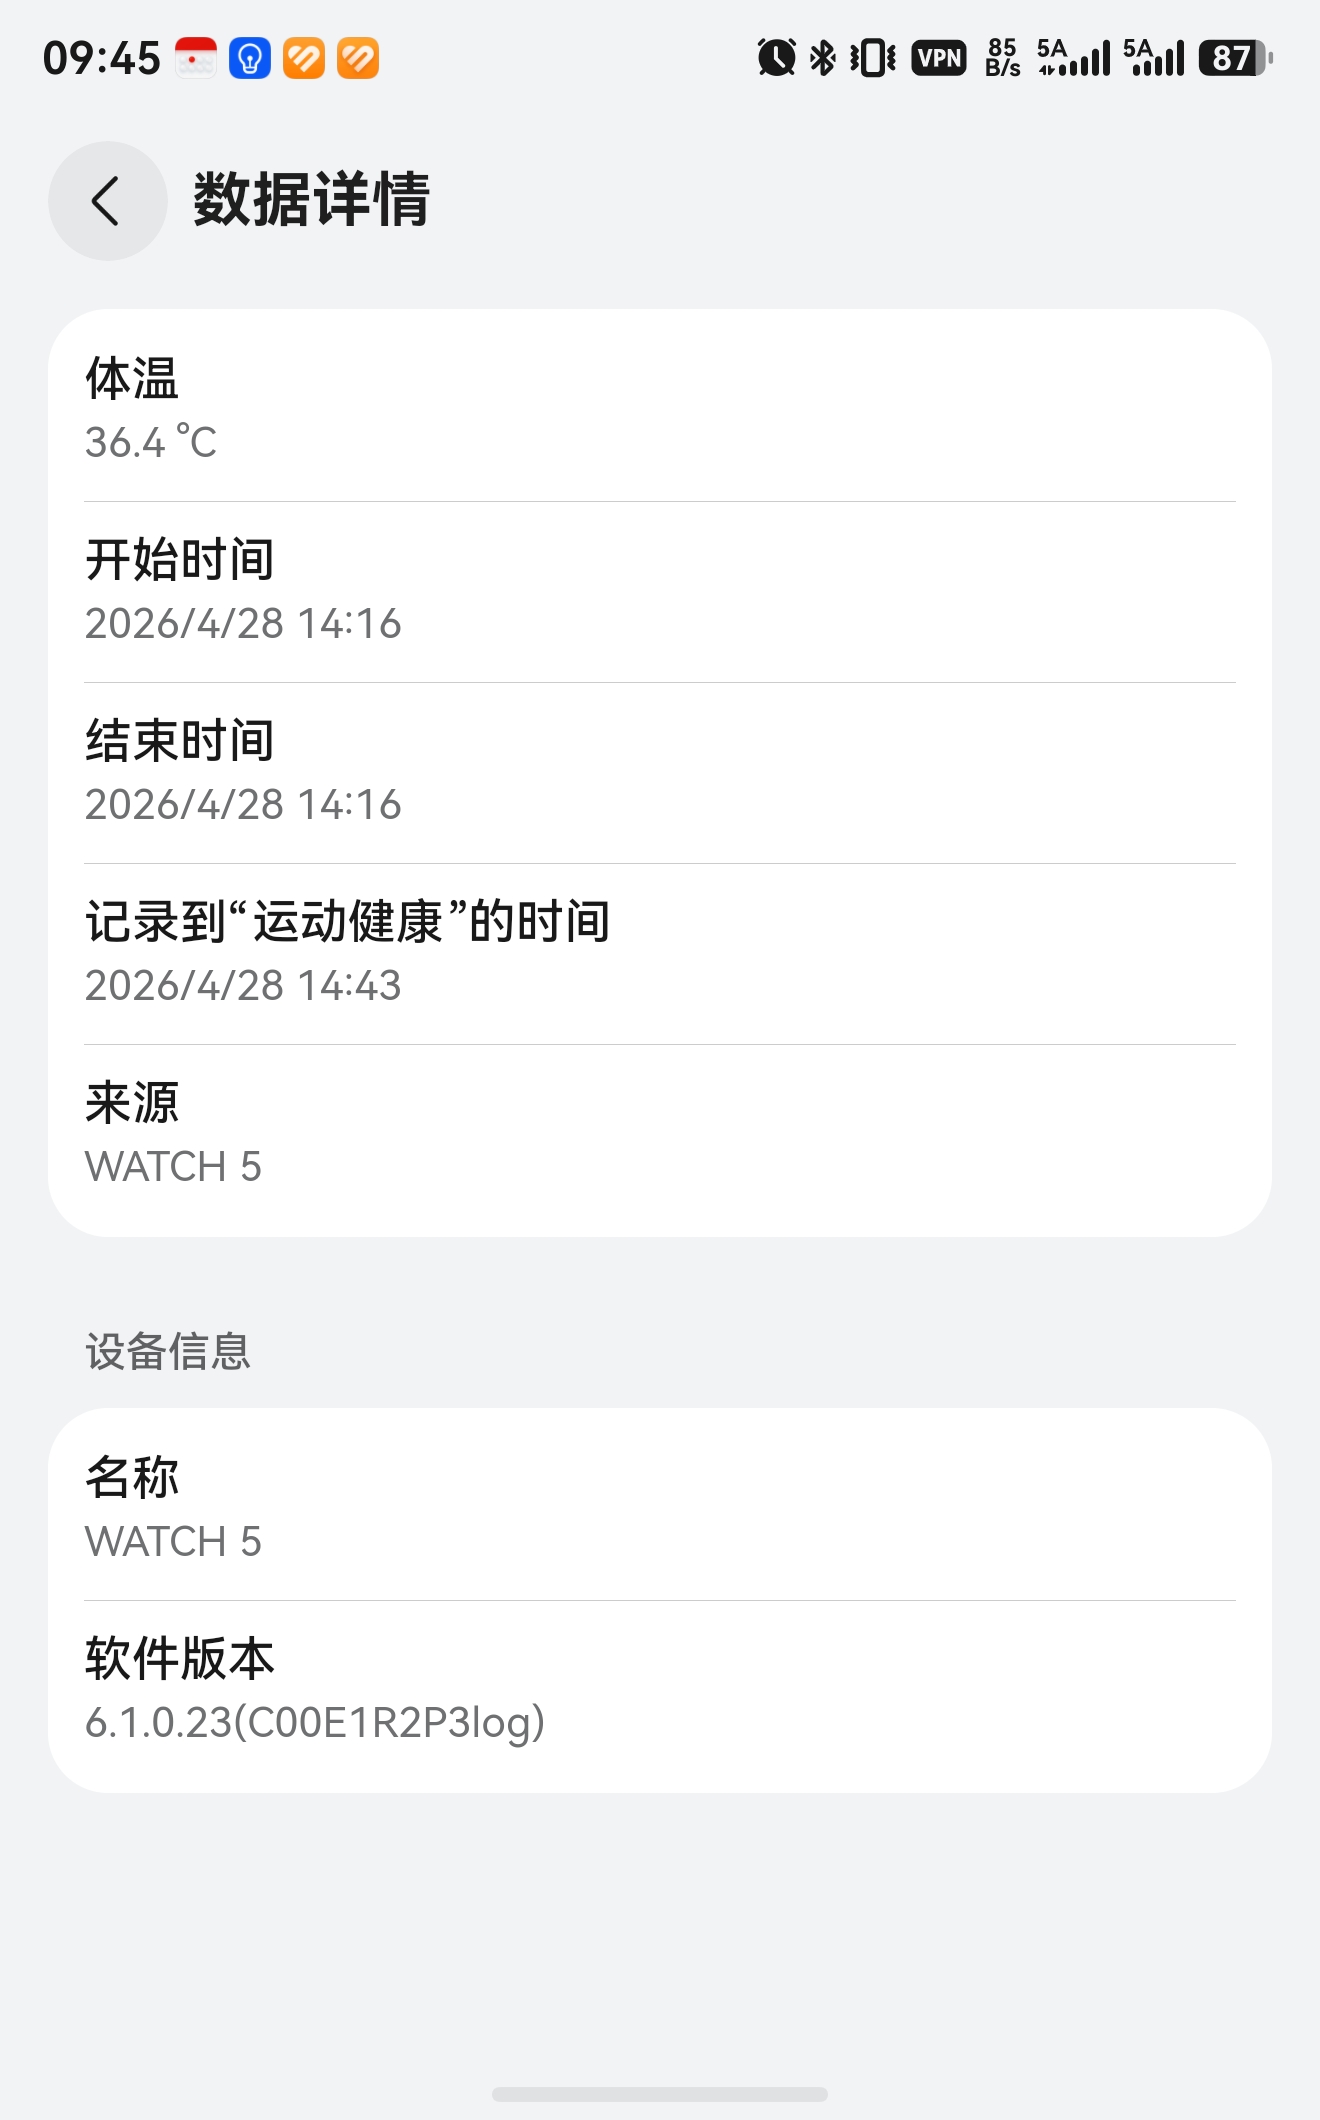 09:45
VPN 85 B/s 5A 5A 87
数据详情
体温
36.4 °C
开始时间
2026/4/28 14:16
结束时间
2026/4/28 14:16
记录到“运动健康”的时间
2026/4/28 14:43
来源
WATCH 5
设备信息
名称
WATCH 5
软件版本
6.1.0.23(C00E1R2P3log)